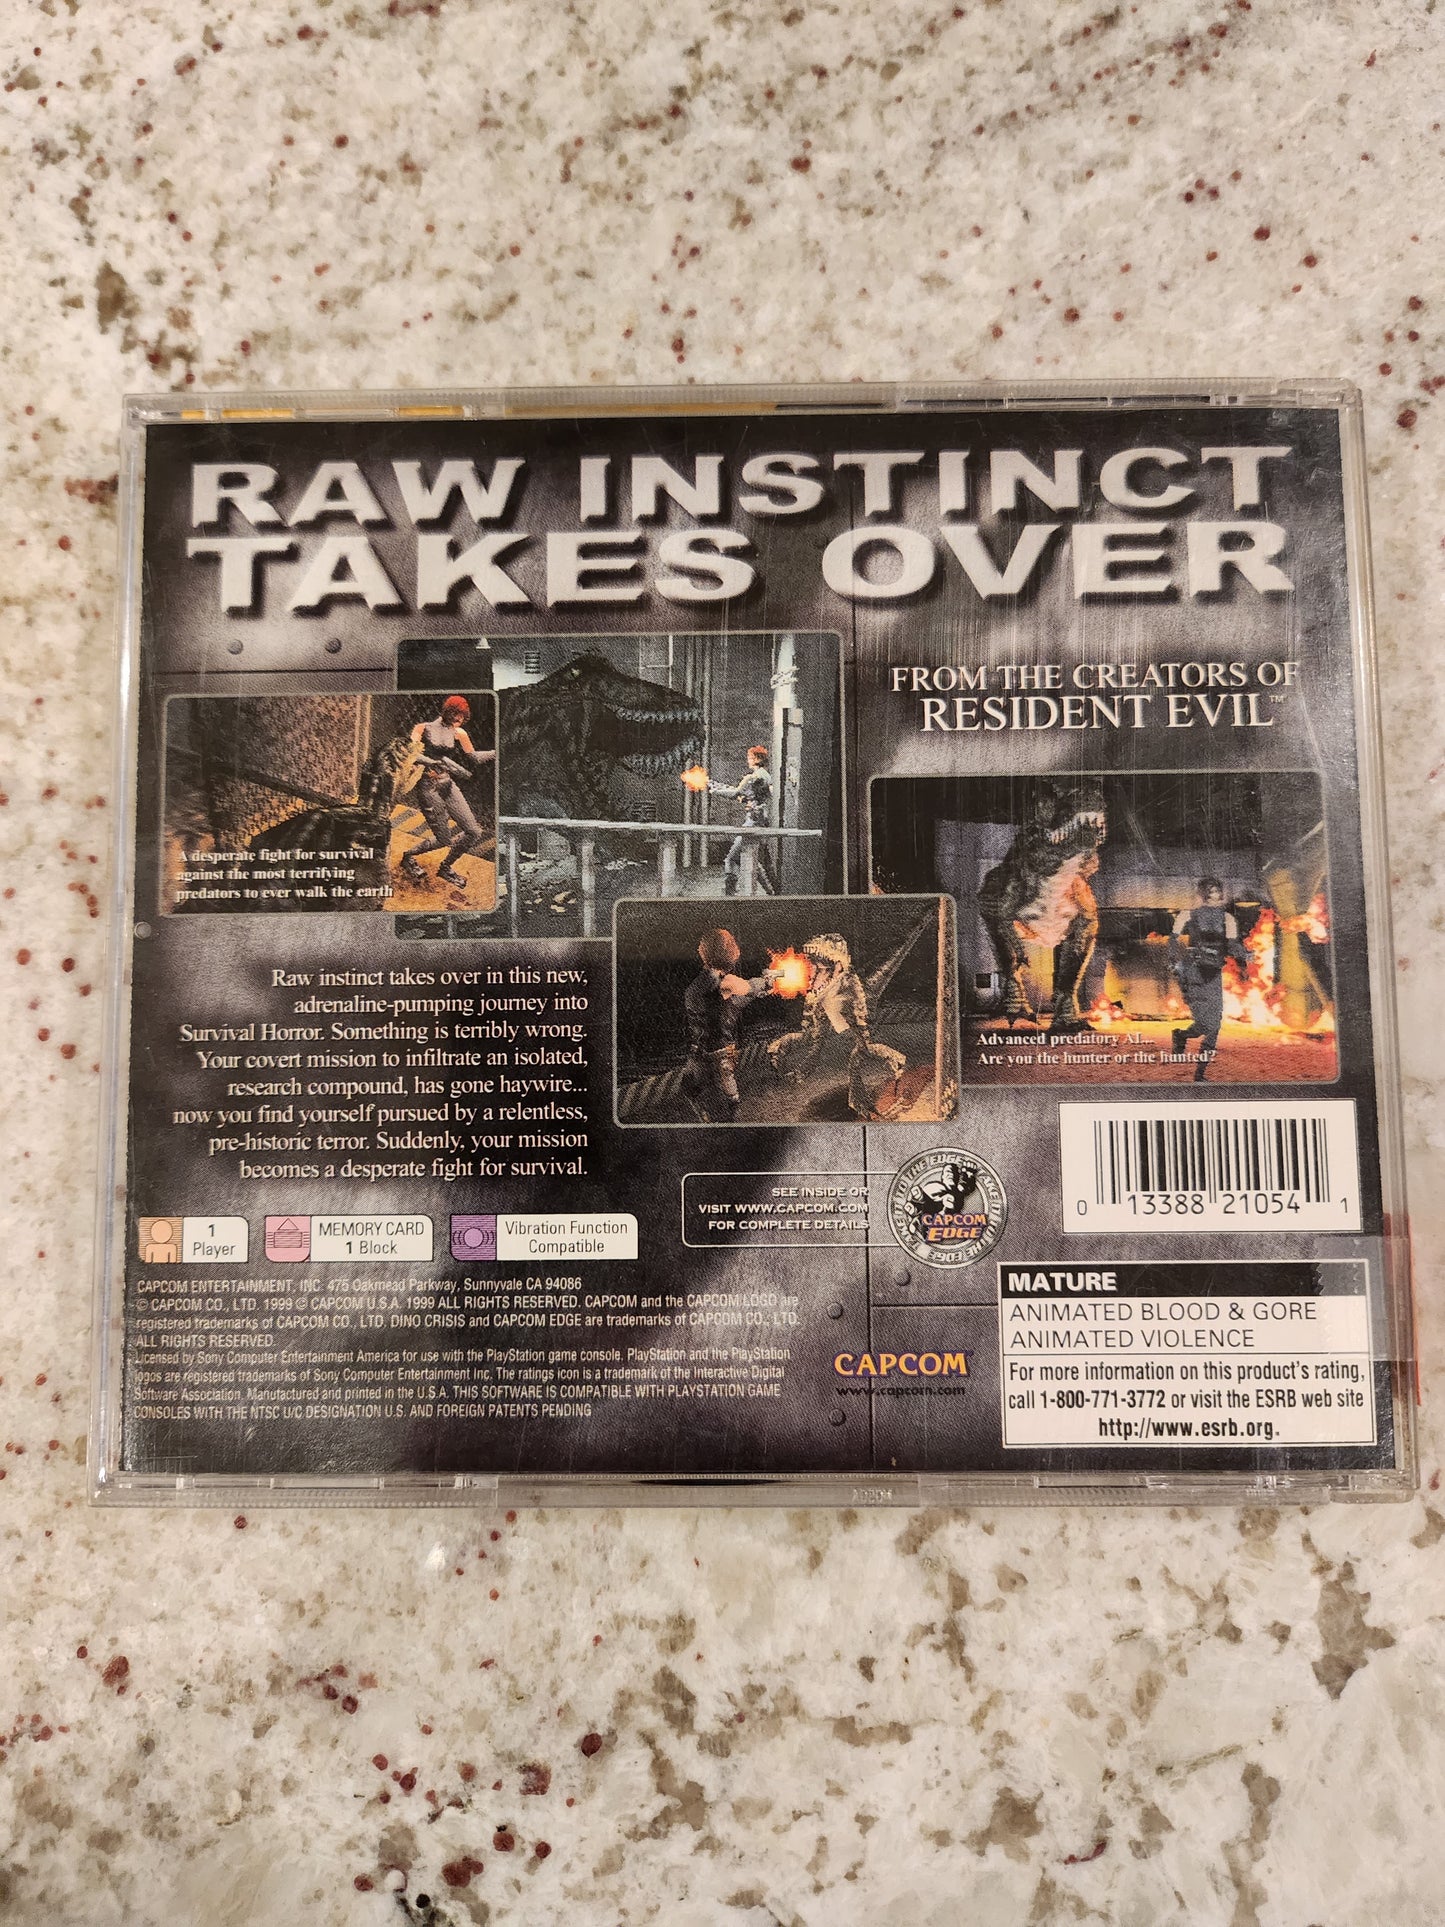 RAW INSTINCT
TAKES OVER
FROM THE CREATORS OF
RESIDENT EVIL™
A desperate fight for survival
against the most terrifying
predators to ever walk the earth
Advanced predatory AI...
Are you the hunter or the hunted?
Raw instinct takes over in this new,
adrenaline-pumping journey into
Survival Horror. Something is terribly wrong.
Your covert mission to infiltrate an isolated,
research compound, has gone haywire...
now you find yourself pursued by a relentless,
pre-historic terror. Suddenly, your mission
becomes a desperate fight for survival.
SEE INSIDE OR
VISIT WWW.CAPCOM.COM
FOR COMPLETE DETAILS
TAKE IT TO THE EDGE
CAPCOM
EDGE
0 13388 21054 1
1
Player
MEMORY CARD
1 Block
Vibration Function
Compatible
CAPCOM ENTERTAINMENT, INC. 475 Oakmead Parkway, Sunnyvale CA 94086
© CAPCOM CO., LTD. 1999 © CAPCOM U.S.A. 1999 ALL RIGHTS RESERVED. CAPCOM and the CAPCOM LOGO are
registered trademarks of CAPCOM CO., LTD. DINO CRISIS and CAPCOM EDGE are trademarks of CAPCOM CO., LTD.
ALL RIGHTS RESERVED.
Licensed by Sony Computer Entertainment America for use with the PlayStation game console. PlayStation and the PlayStation
logos are registered trademarks of Sony Computer Entertainment Inc. The ratings icon is a trademark of the Interactive Digital
Software Association. Manufactured and printed in the U.S.A. THIS SOFTWARE IS COMPATIBLE WITH PLAYSTATION GAME
CONSOLES WITH THE NTSC U/C DESIGNATION U.S. AND FOREIGN PATENTS PENDING
CAPCOM
www.capcom.com
MATURE
ANIMATED BLOOD & GORE
ANIMATED VIOLENCE
For more information on this product's rating,
call 1-800-771-3772 or visit the ESRB web site
http://www.esrb.org.